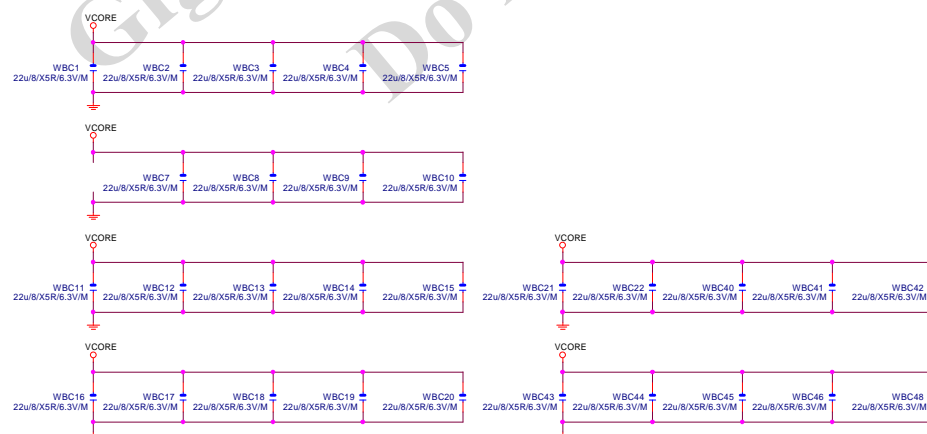 VCORE
WBC1 WBC2 WBC3 WBC4 WBC5
22u/8/X5R/6.3V/M 22u/8/X5R/6.3V/M 22u/8/X5R/6.3V/M 22u/8/X5R/6.3V/M 22u/8/X5R/6.3V/M
VCORE
WBC7 WBC8 WBC9 WBC10
22u/8/X5R/6.3V/M 22u/8/X5R/6.3V/M 22u/8/X5R/6.3V/M 22u/8/X5R/6.3V/M
VCORE VCORE
WBC11 WBC12 WBC13 WBC14 WBC15 WBC21 WBC22 WBC40 WBC41 WBC42
22u/8/X5R/6.3V/M 22u/8/X5R/6.3V/M 22u/8/X5R/6.3V/M 22u/8/X5R/6.3V/M 22u/8/X5R/6.3V/M 22u/8/X5R/6.3V/M 22u/8/X5R/6.3V/M 22u/8/X5R/6.3V/M 22u/8/X5R/6.3V/M 22u/8/X5R/6.3V/M
VCORE VCORE
WBC16 WBC17 WBC18 WBC19 WBC20 WBC43 WBC44 WBC45 WBC46 WBC48
22u/8/X5R/6.3V/M 22u/8/X5R/6.3V/M 22u/8/X5R/6.3V/M 22u/8/X5R/6.3V/M 22u/8/X5R/6.3V/M 22u/8/X5R/6.3V/M 22u/8/X5R/6.3V/M 22u/8/X5R/6.3V/M 22u/8/X5R/6.3V/M 22u/8/X5R/6.3V/M
Do